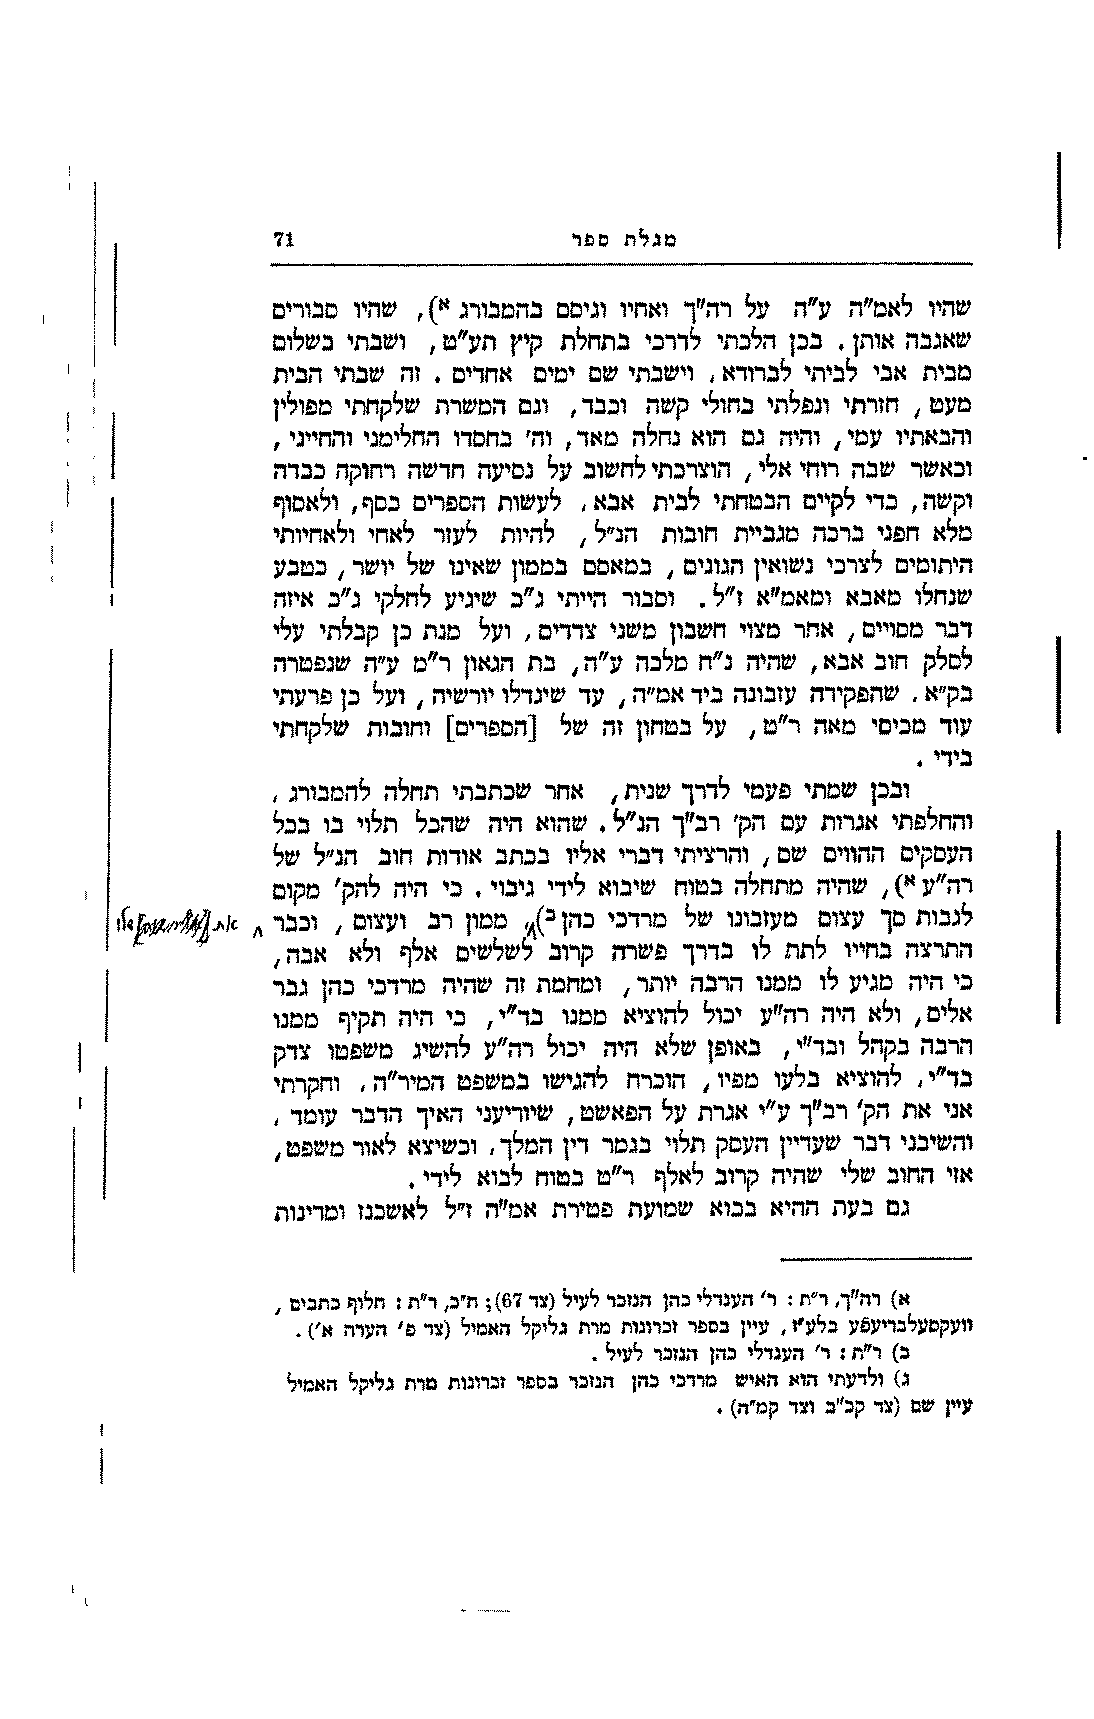 מגלת ספר 71
שהיו לאמ"ה ע"ה על רה"ך ואחיו וגיסם בהמבורג א), שהיו סבורים
שאגבה אותן. בכן הלכתי לדרכי בתחלת קיץ תע"ט, ושבתי בשלום
מבית אבי לביתי לברודא, וישבתי שם ימים אחדים. זה שבתי הבית
מעט, חזרתי ונפלתי בחולי קשה וכבד, וגם המשרת שלקחתי מפולין
והבאתיו עמי, והיה גם הוא נחלה מאד, וה' בחסדו החלימני והחייני,
וכאשר שבה רוחי אלי, הוצרכתי לחשוב על נסיעה חדשה רחוקה כבדה
וקשה, כדי לקיים הבטחתי לבית אבא, לעשות הספרים כסף, ולאסוף
מלא חפני ברכה מגביית חובות הנ"ל, להיות לעזר לאחי ולאחיותי
היתומים לצרכי נשואין הגונים, במאסם בממון שאינו של יושר, כטבע
שנחלו מאבא ומאמ"א ז"ל. וסבור הייתי ג"כ שיגיע לחלקי ג"כ איזה
דבר מסויים, אחר מצוי חשבון משני צדדים, ועל מנת כן קבלתי עלי
לסלק חוב אבא, שהיה נ"ח מלכה ע"ה, בת הגאון ר"מ ע"ה שנפטרה
בק"א. שהפקידה עזבונה ביד אמ"ה, עד שיגדלו יורשיה, ועל כן פרעתי
עוד מכיסי מאה ר"ט, על בטחון זה של [הספרים] וחובות שלקחתי
בידי.
ובכן שמתי פעמי לדרך שנית, אחר שכתבתי תחלה להמבורג,
והחלפתי אגרות עם הק' רב"ך הנ"ל. שהוא היה שהכל תלוי בו בכל
העסקים ההווים שם, והרציתי דברי אליו בכתב אודות חוב הנ"ל של
רה"ע א), שהיה מתחלה בטוח שיבוא לידי גיבוי. כי היה להק' מקום
לגבות סך עצום מעזבונו של מרדכי כהן ב), ממון רב ועצום, וכבר
התרצה בחייו לתת לו בדרך פשרה קרוב לשלשים אלף ולא אבה,
כי היה מגיע לו ממנו הרבה יותר, ומחמת זה שהיה מרדכי כהן גבר
אלים, ולא היה רה"ע יכול להוציא ממנו בד"י, כי היה תקיף ממנו
הרבה בקהל ובד"י, באופן שלא היה יכול רה"ע להשיג משפטו צדק
בד"י, להוציא בלעו מפיו, הוכרח להגישו במשפט המיר"ה, וחקרתי
אני את הק' רב"ך ע"י אגרת על הפאשט, שיודיעני האיך הדבר עומד,
והשיבני דבר שעדיין העסק תלוי בגמר דין המלך, וכשיצא לאור משפט,
אזי החוב שלי שהיה קרוב לאלף ר"ט בטוח לבוא לידי.
גם בעת ההיא בבוא שמועת פטירת אמ"ה ז"ל לאשכנז ומדינות
א) רה"ך, ר"ת: ר' העגדלי כהן הנזכר לעיל (צד 67); ח"כ, ר"ת: חלוף כתבים,
וועקסעלבריעפע בלע"ז, עיין בספר זכרונות מרת גליקל האמיל (צד פ' הערה א').
ב) ר"ת: ר' העגדלי כהן הנזכר לעיל.
ג) ולדעתי הוא האיש מרדכי כהן הנזכר בספר זכרונות מרת גליקל האמיל
עיין שם (צד קכ"ב וצד קמ"ה).